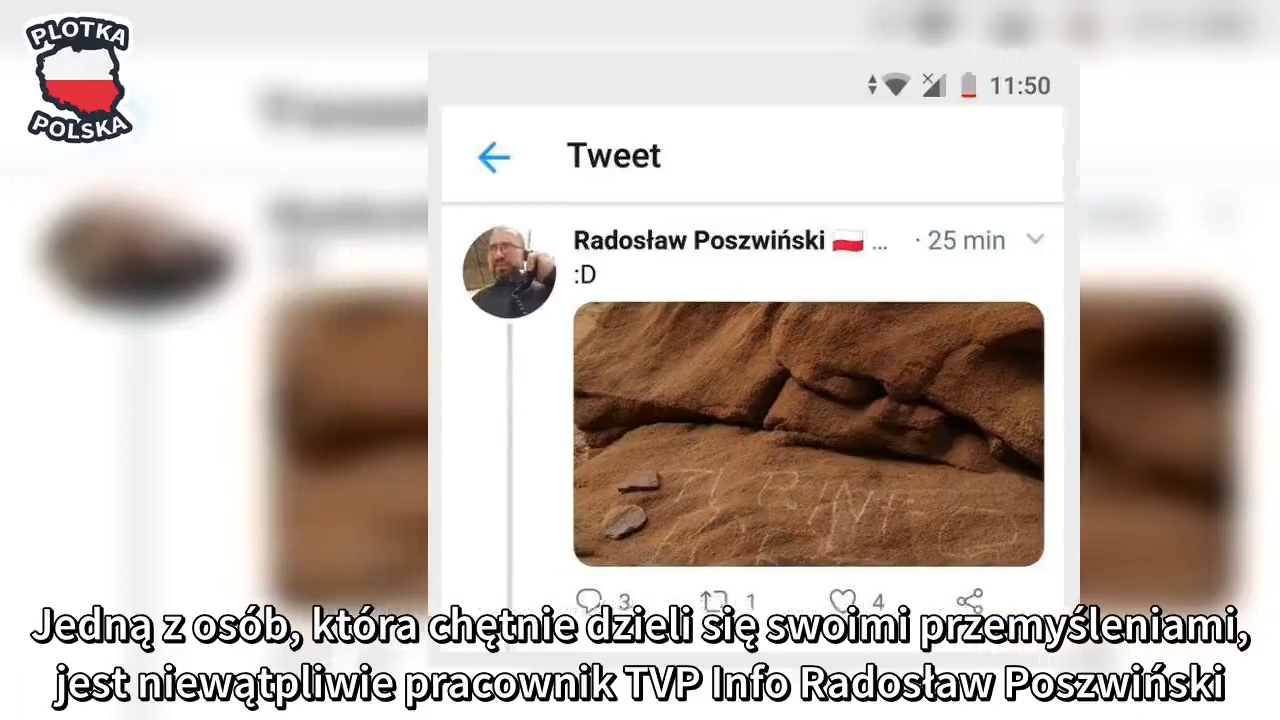 PLOTKA
POLSKA
11:50
Tweet
Radosław Poszwiński 🇵🇱 ... · 25 min
:D
3 1 4
Jedną z osób, która chętnie dzieli się swoimi przemyśleniami,
jest niewątpliwie pracownik TVP Info Radosław Poszwiński